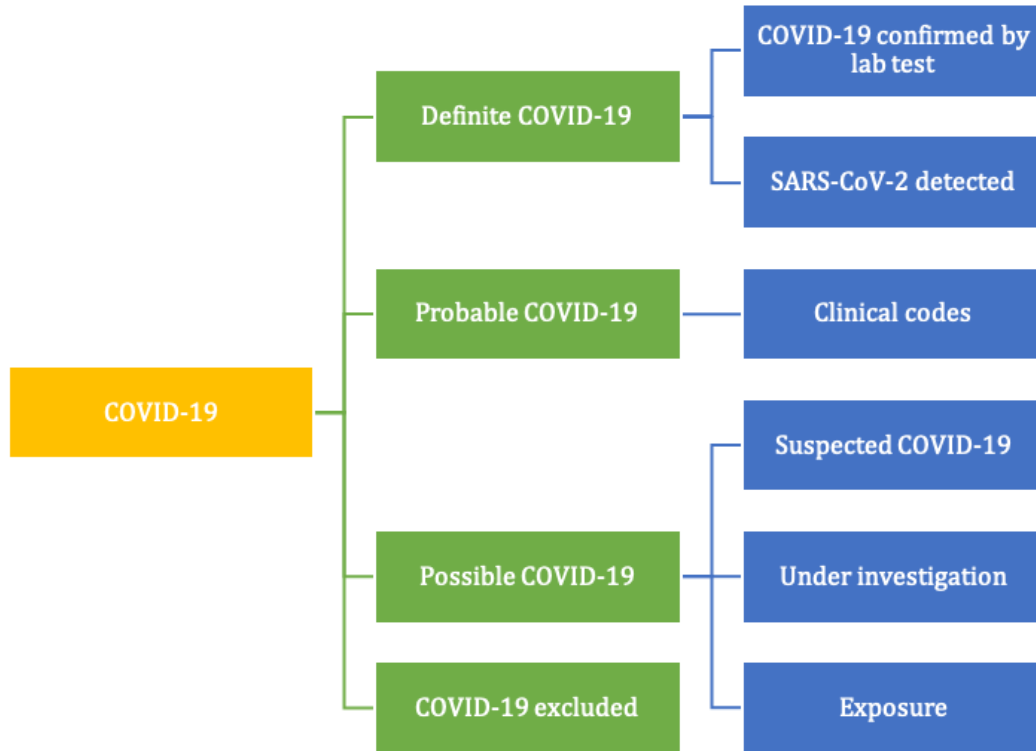 COVID-19
Definite COVID-19
COVID-19 confirmed by
lab test
SARS-CoV-2 detected
Probable COVID-19
Clinical codes
Possible COVID-19
Suspected COVID-19
Under investigation
Exposure
COVID-19 excluded